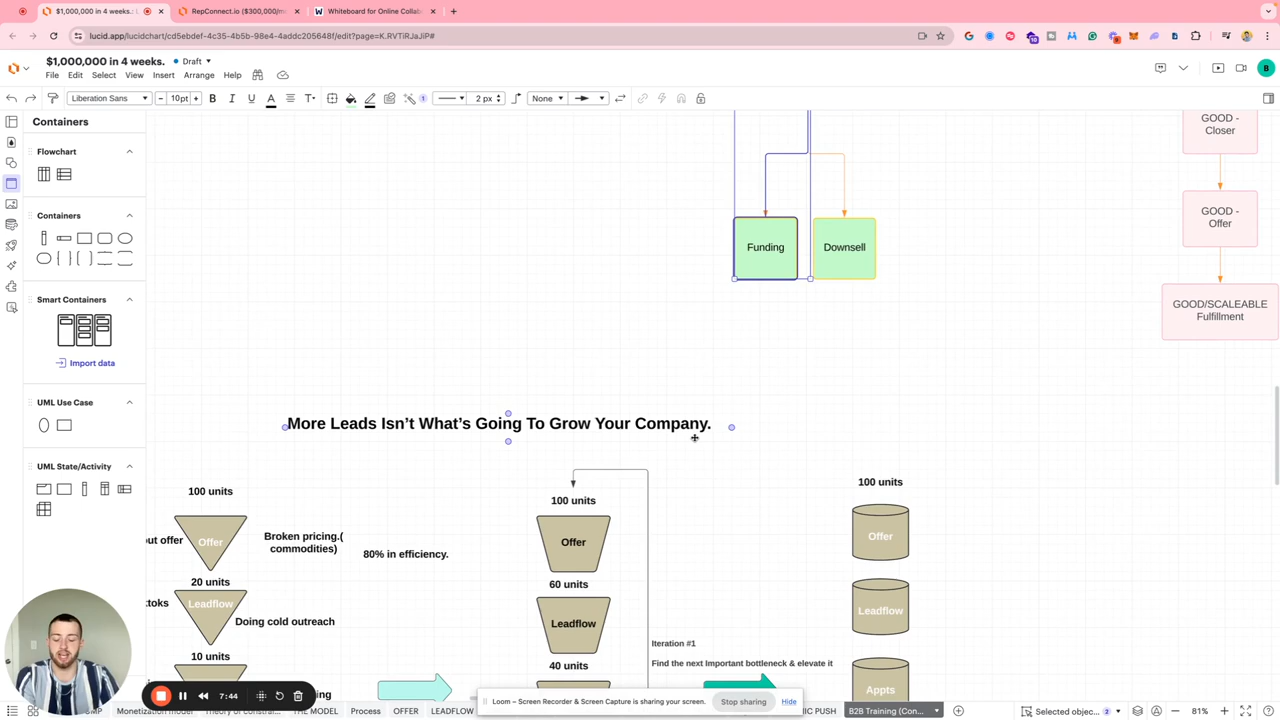 $1,000,000 in 4 weeks.:
RepConnect.io ($300,000/m
Whiteboard for Online Collab
lucid.app/lucidchart/cd5ebdef-4c35-4b5b-98e4-4addc205648f/edit?page=K.RVTiRJaJiP#
$1,000,000 in 4 weeks.
Draft
File Edit Select View Insert Arrange Help
B
Liberation Sans
10pt
B I U A T
2 px
None
1
Containers
Flowchart
Containers
Smart Containers
Import data
UML Use Case
UML State/Activity
GOOD -
Closer
GOOD -
Offer
GOOD/SCALEABLE
Fulfillment
Funding
Downsell
More Leads Isn't What's Going To Grow Your Company.
100 units
100 units
100 units
out offer
Offer
Broken pricing.(
commodities)
80% in efficiency.
Offer
Offer
20 units
60 units
ktoks
Leadflow
Doing cold outreach
Leadflow
Leadflow
10 units
40 units
Iteration #1
Find the next Important bottleneck & elevate it
Appts
7:44
Loom – Screen Recorder & Screen Capture is sharing your screen.
Stop sharing
Hide
Monetization model
THE MODEL
Process
OFFER
LEADFLOW
B2B Training (Con...
Selected objec...
2
81%